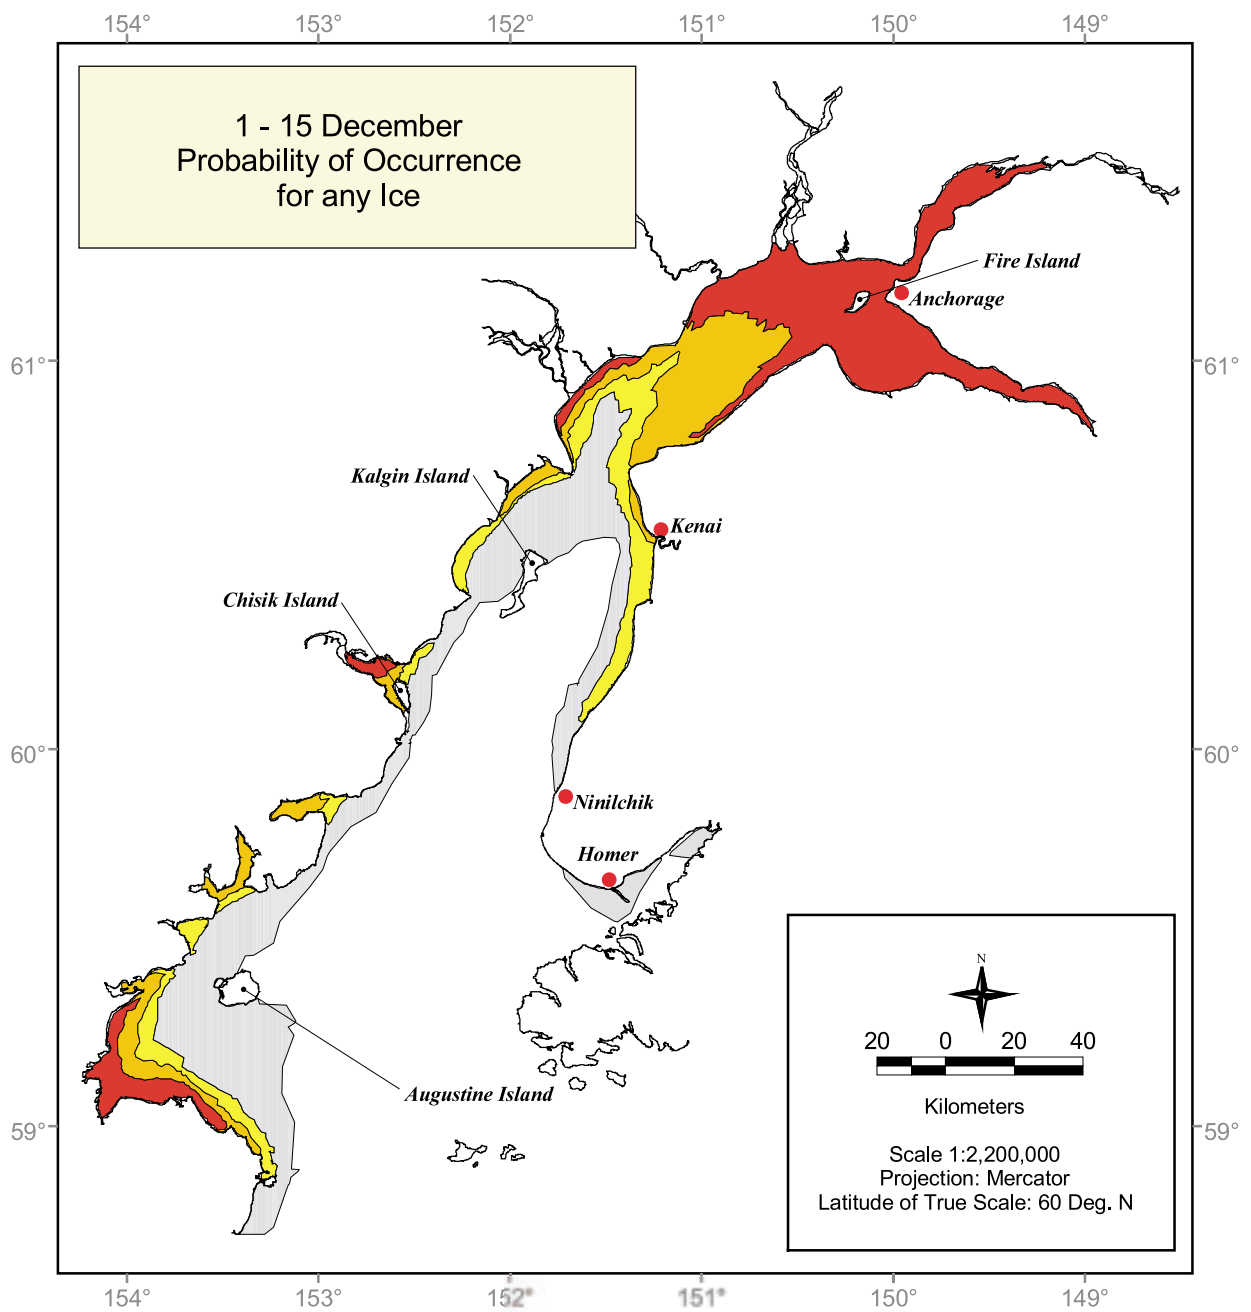 154° 153° 152° 151° 150° 149°
1 - 15 December
Probability of Occurrence
for any Ice
Fire Island
Anchorage
61° 61°
Kalgin Island
Kenai
Chisik Island
60° 60°
Ninilchik
Homer
N
20 0 20 40
Kilometers
Augustine Island
59° 59°
Scale 1:2,200,000
Projection: Mercator
Latitude of True Scale: 60 Deg. N
154° 153° 152° 151° 150° 149°